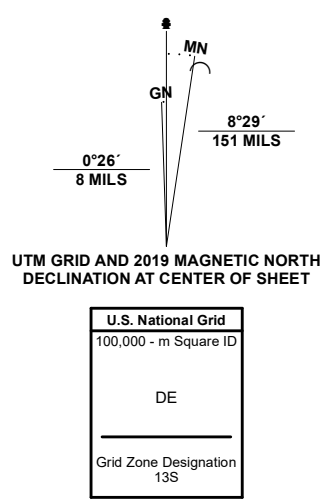 MN
GN
8°29´
151 MILS
0°26´
8 MILS
UTM GRID AND 2019 MAGNETIC NORTH
DECLINATION AT CENTER OF SHEET
U.S. National Grid
100,000 - m Square ID
DE
Grid Zone Designation
13S